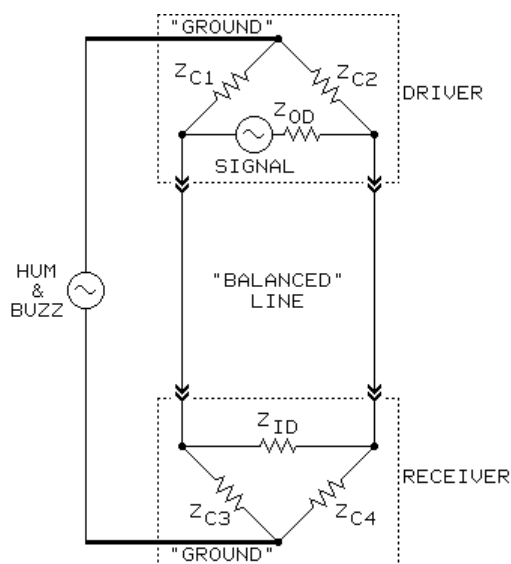 "GROUND"
ZC1
ZC2
DRIVER
ZOD
SIGNAL
HUM
&
BUZZ
"BALANCED"
LINE
ZID
RECEIVER
ZC3
ZC4
"GROUND"